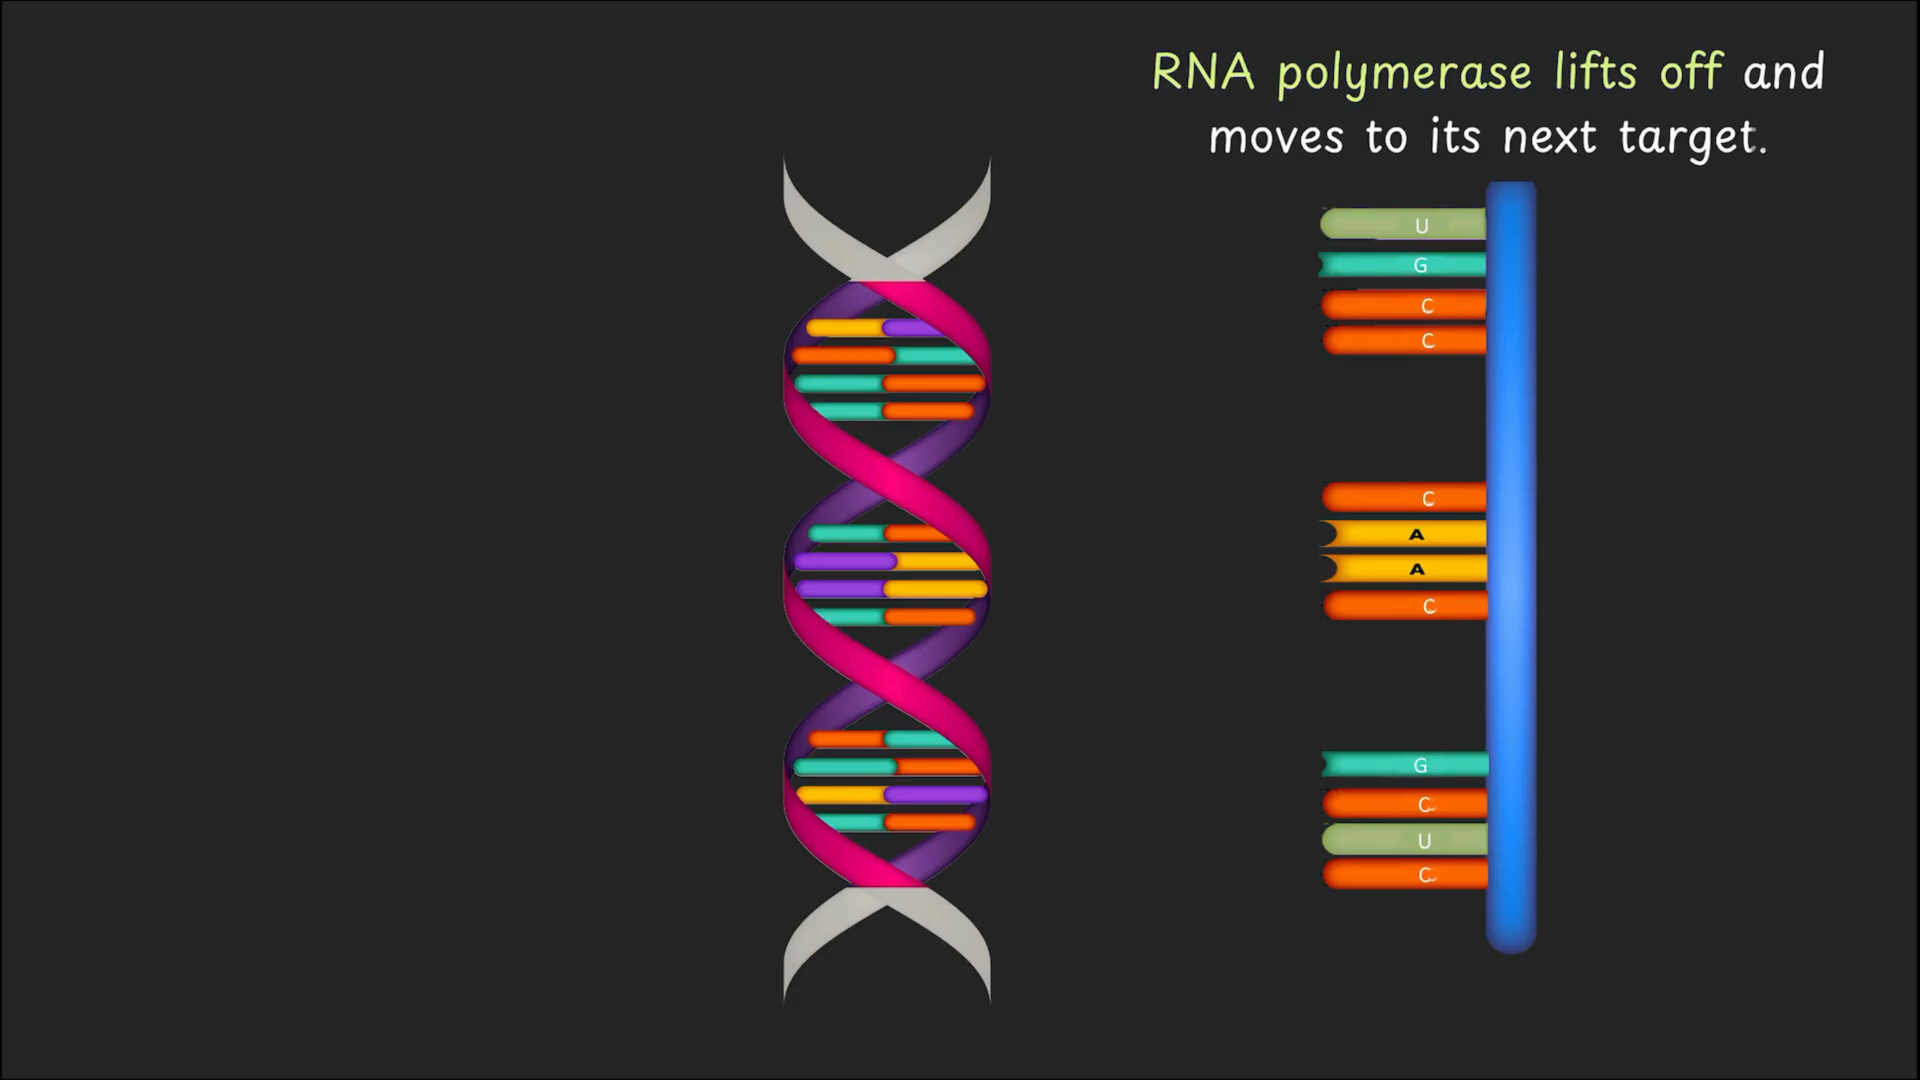 RNA polymerase lifts off and
moves to its next target.
U
G
C
C
C
A
A
C
G
C
U
C